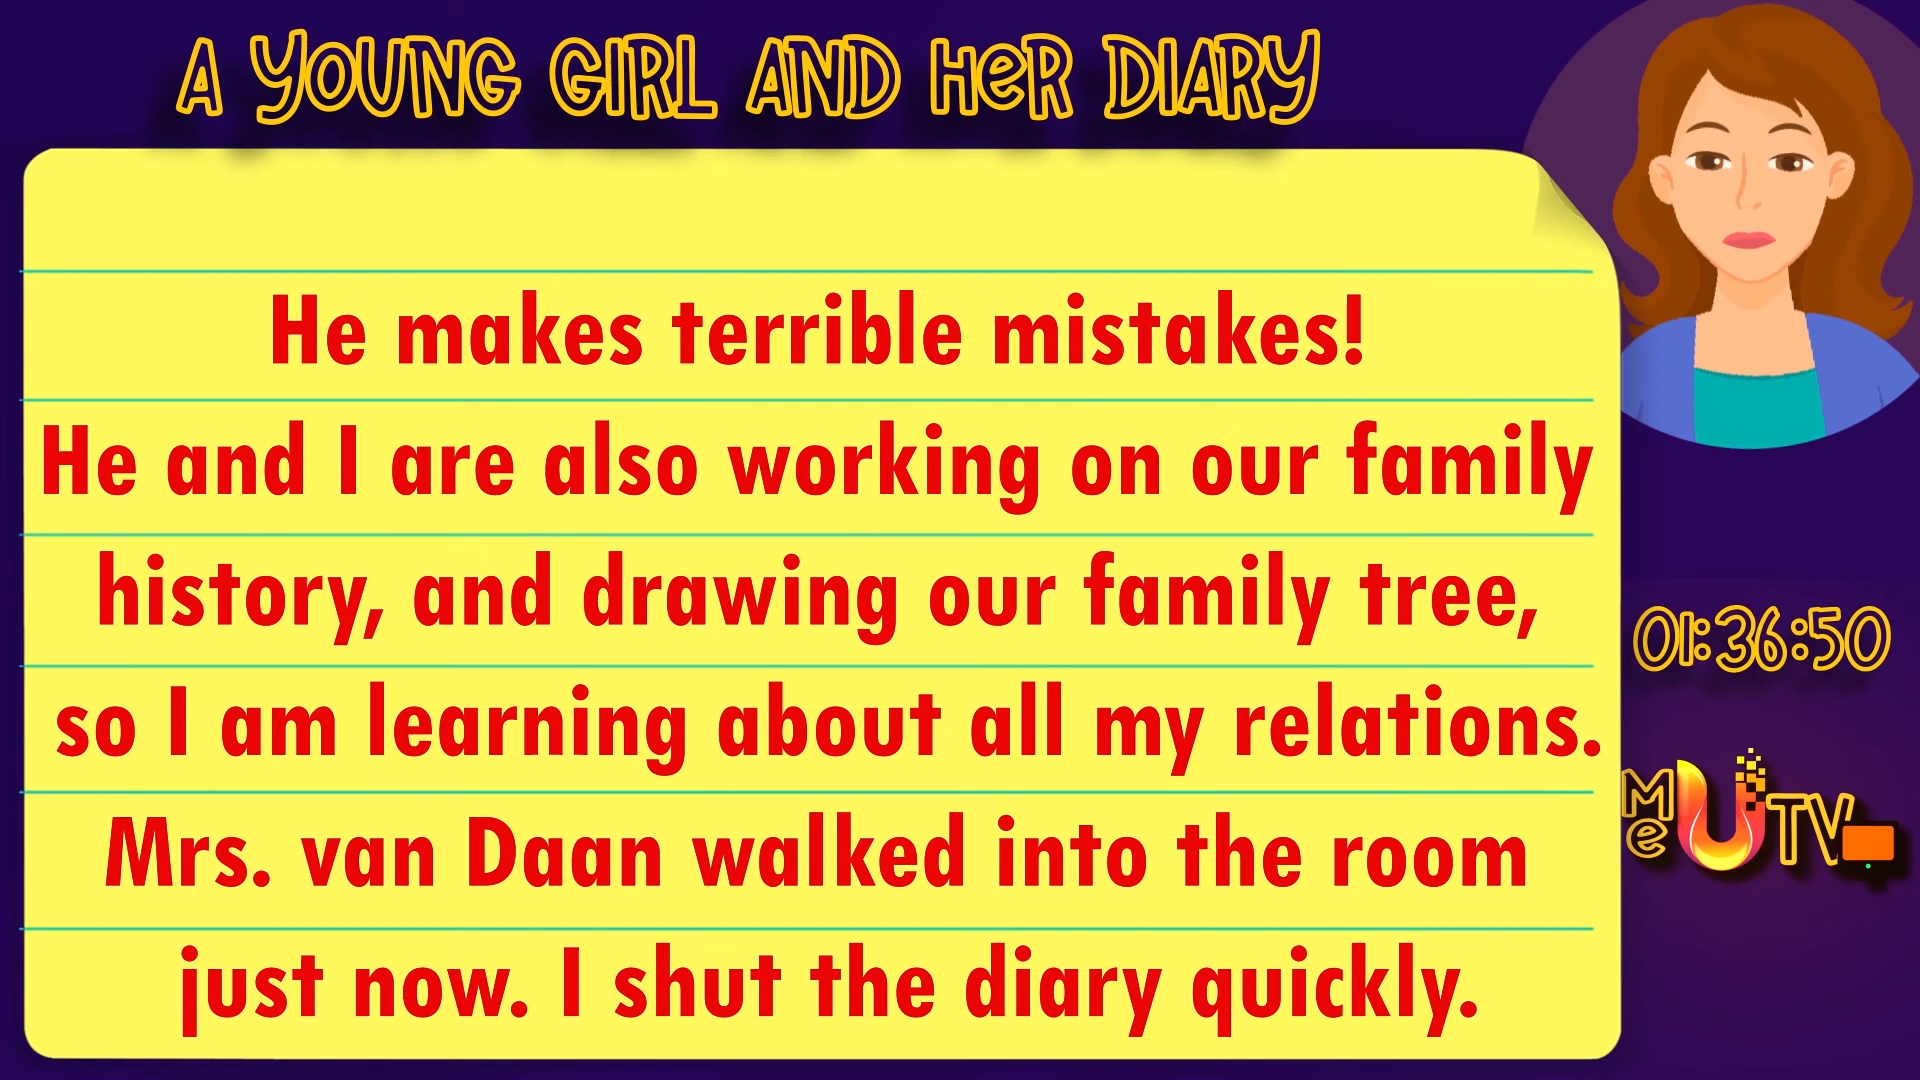 A YOUNG GIRL AND HeR DIARY
He makes terrible mistakes!
He and I are also working on our family
history, and drawing our family tree,
so I am learning about all my relations.
Mrs. van Daan walked into the room
just now. I shut the diary quickly.
01:36:50
Me UTV